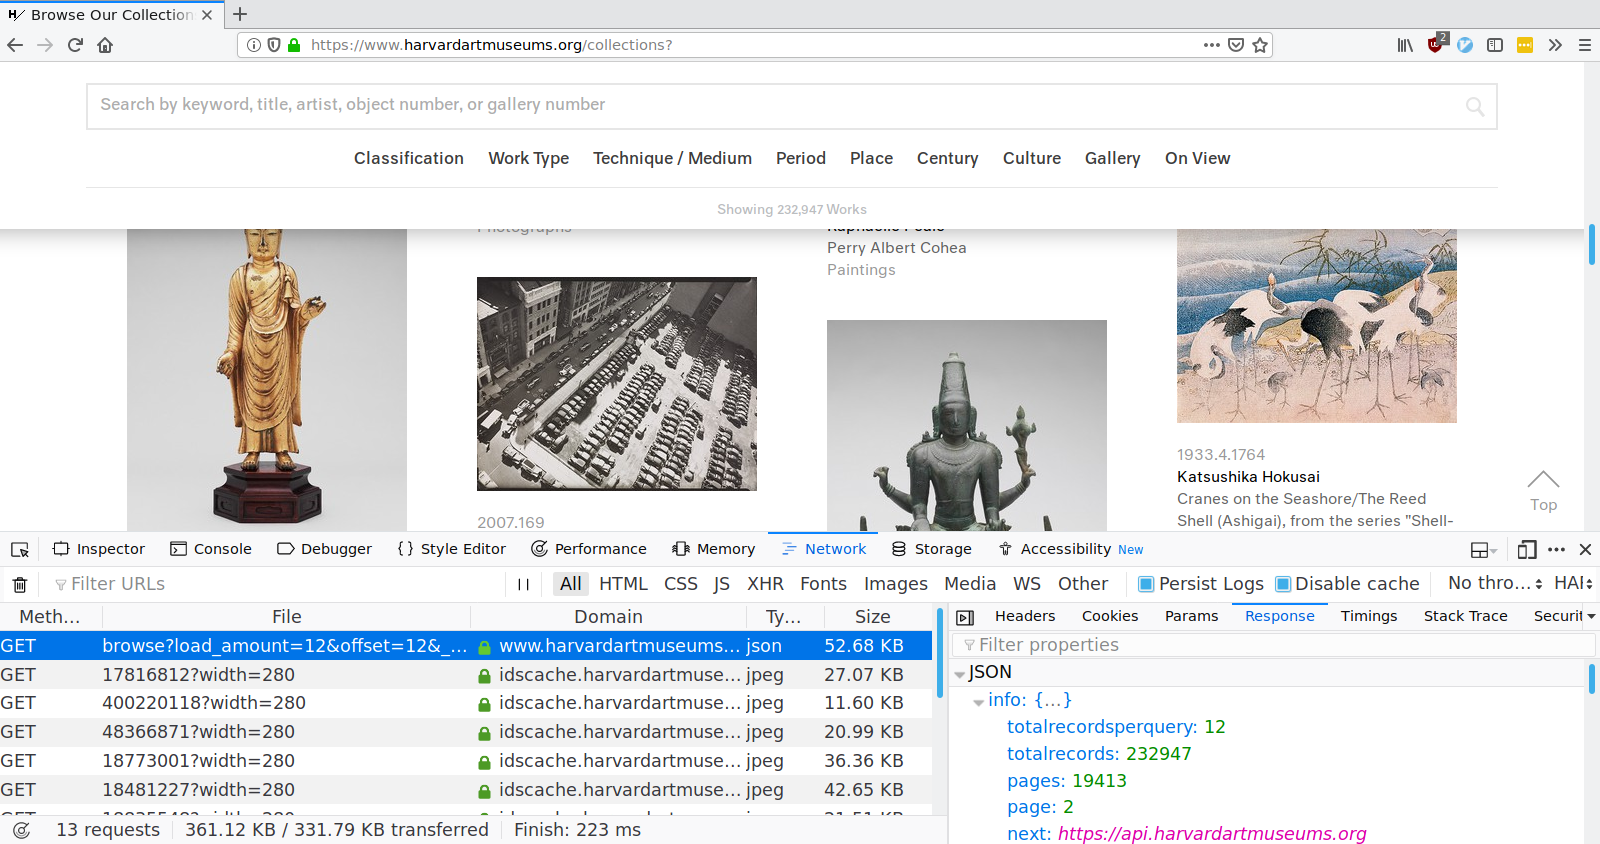 Browse Our Collection
https://www.harvardartmuseums.org/collections?
2
Search by keyword, title, artist, object number, or gallery number
Classification Work Type Technique / Medium Period Place Century Culture Gallery On View
Showing 232,947 Works
Photographs
Raphaelle Peale
Perry Albert Cohea
Paintings
1933.4.1764
Katsushika Hokusai
Cranes on the Seashore/The Reed
Shell (Ashigai), from the series "Shell-
Top
2007.169
Inspector Console Debugger Style Editor Performance Memory Network Storage Accessibility New
Filter URLs
All HTML CSS JS XHR Fonts Images Media WS Other Persist Logs Disable cache No thro… HAI
Meth… File Domain Ty… Size
GET browse?load_amount=12&offset=12&_… www.harvardartmuseums… json 52.68 KB
GET 17816812?width=280 idscache.harvardartmuse… jpeg 27.07 KB
GET 400220118?width=280 idscache.harvardartmuse… jpeg 11.60 KB
GET 48366871?width=280 idscache.harvardartmuse… jpeg 20.99 KB
GET 18773001?width=280 idscache.harvardartmuse… jpeg 36.36 KB
GET 18481227?width=280 idscache.harvardartmuse… jpeg 42.65 KB
13 requests 361.12 KB / 331.79 KB transferred Finish: 223 ms
Headers Cookies Params Response Timings Stack Trace Securit
Filter properties
JSON
info: {…}
totalrecordsperquery: 12
totalrecords: 232947
pages: 19413
page: 2
next: https://api.harvardartmuseums.org